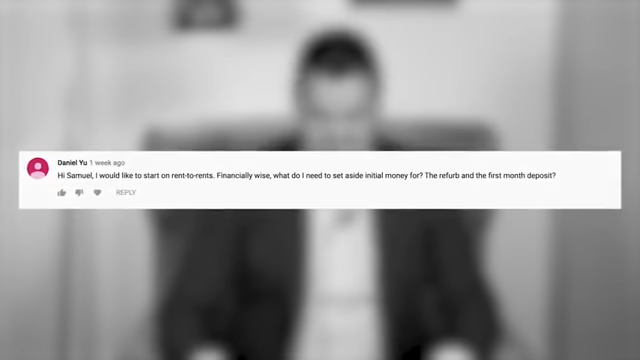 Daniel Yu 1 week ago
Hi Samuel, I would like to start on rent-to-rents. Financially wise, what do I need to set aside initial money for? The refurb and the first month deposit?
REPLY